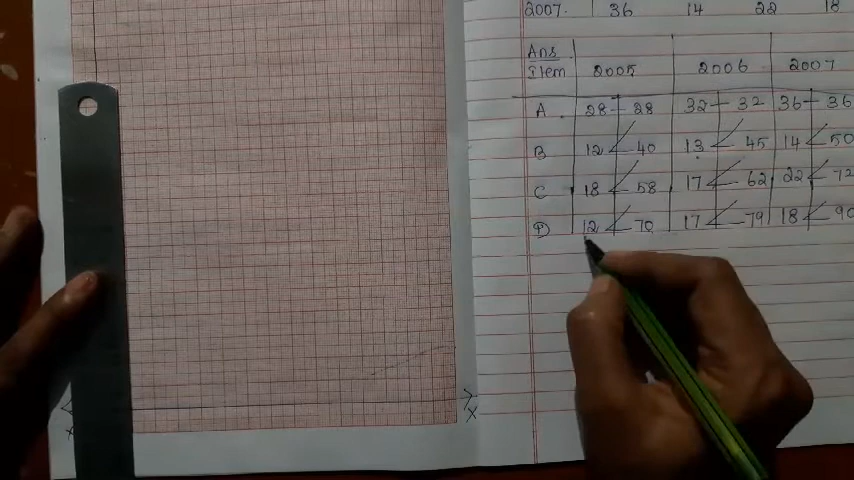 2007. 36 14 22 18
Ans
Item 2005 2006 2007
A . 28 28 32 32 36 36
B 12 40 13 45 14 50
C 18 58 17 62 22 72
D 12 70 17 79 18 90
X X